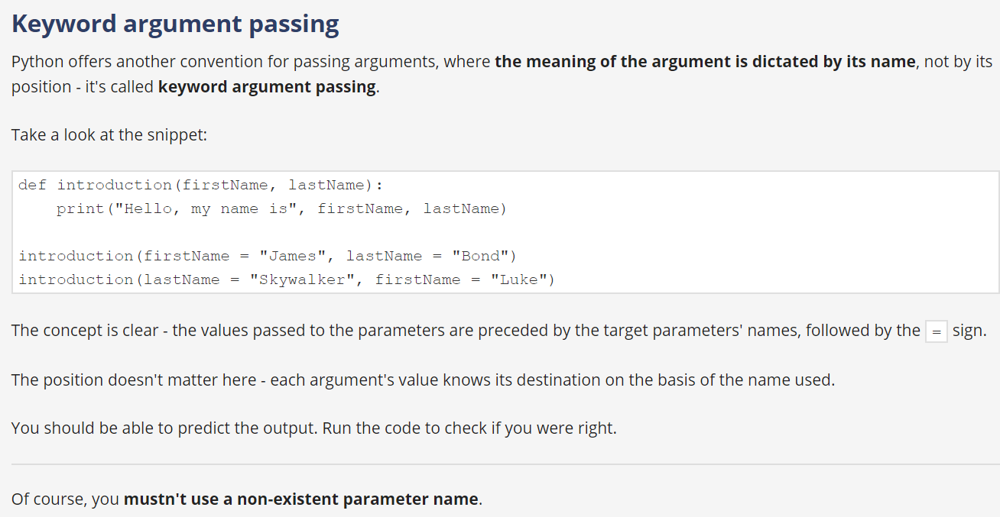 Keyword argument passing
Python offers another convention for passing arguments, where the meaning of the argument is dictated by its name, not by its
position - it's called keyword argument passing.
Take a look at the snippet:
def introduction(firstName, lastName):
    print("Hello, my name is", firstName, lastName)
introduction(firstName = "James", lastName = "Bond")
introduction(lastName = "Skywalker", firstName = "Luke")
The concept is clear - the values passed to the parameters are preceded by the target parameters' names, followed by the = sign.
The position doesn't matter here - each argument's value knows its destination on the basis of the name used.
You should be able to predict the output. Run the code to check if you were right.
Of course, you mustn't use a non-existent parameter name.